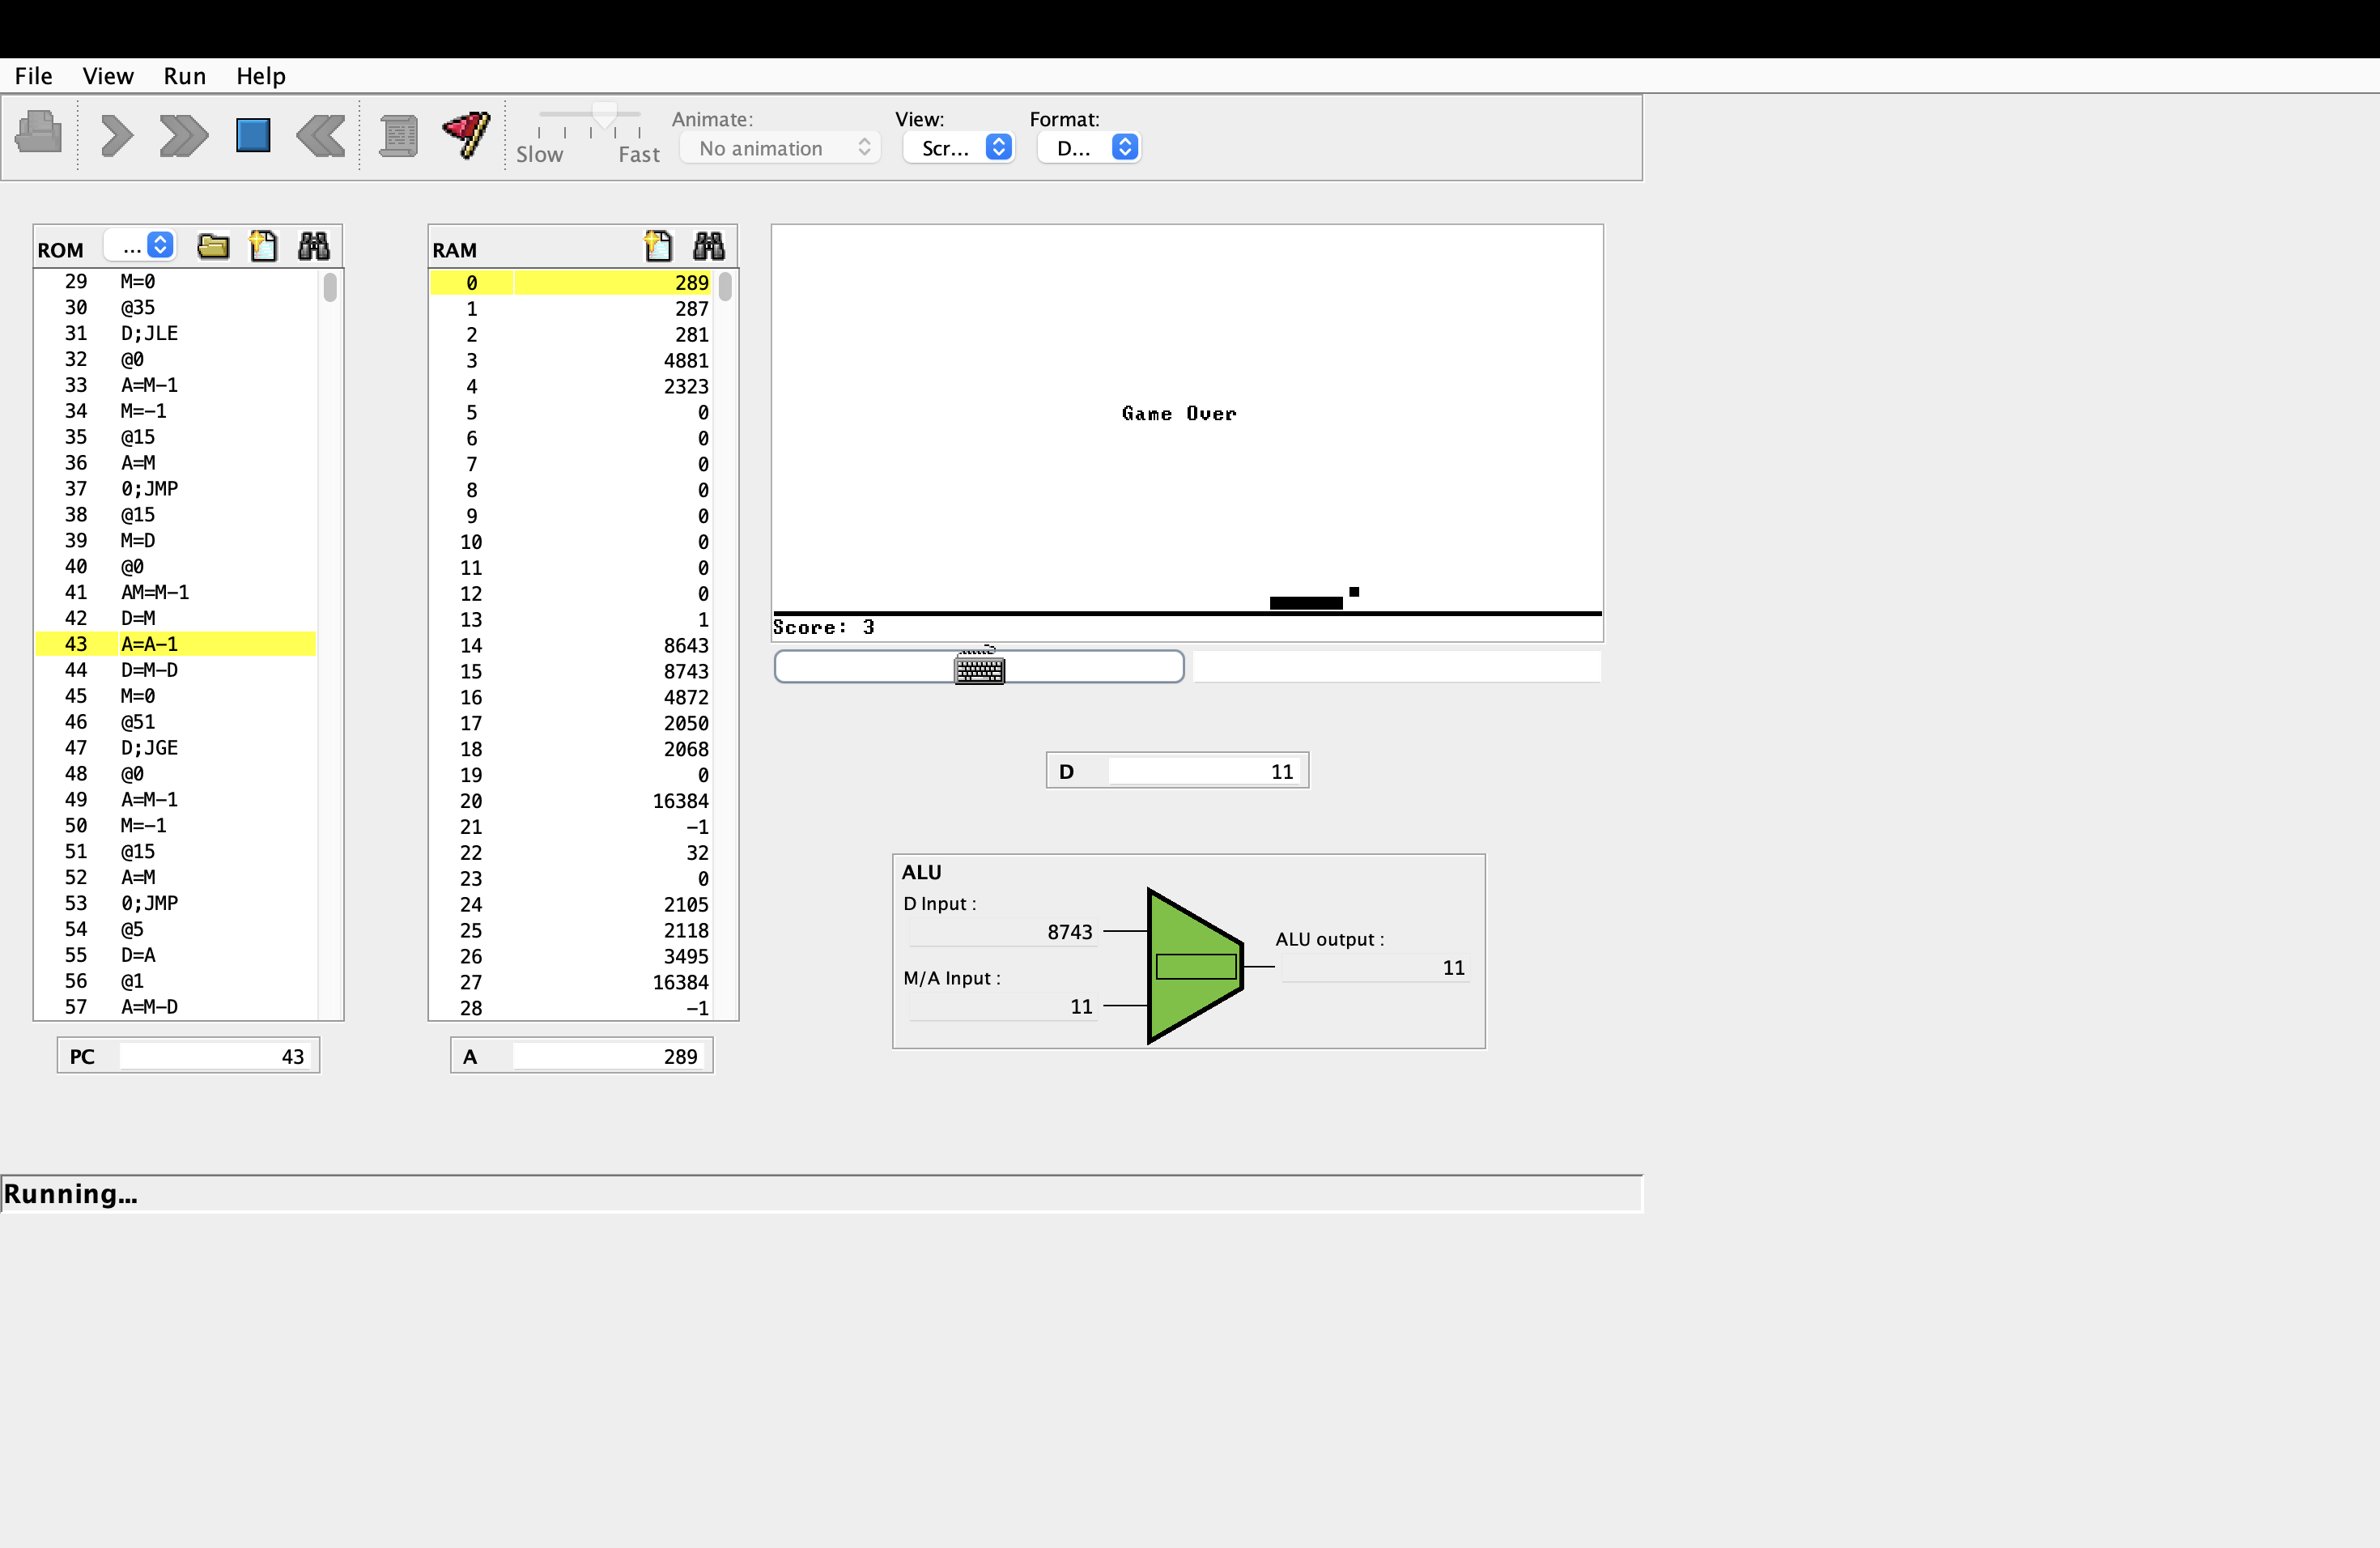 File View Run Help
Slow Fast
Animate:
No animation
View:
Scr...
Format:
D...
ROM ...
29 M=0
30 @35
31 D;JLE
32 @0
33 A=M-1
34 M=-1
35 @15
36 A=M
37 0;JMP
38 @15
39 M=D
40 @0
41 AM=M-1
42 D=M
43 A=A-1
44 D=M-D
45 M=0
46 @51
47 D;JGE
48 @0
49 A=M-1
50 M=-1
51 @15
52 A=M
53 0;JMP
54 @5
55 D=A
56 @1
57 A=M-D
PC 43
RAM
0 289
1 287
2 281
3 4881
4 2323
5 0
6 0
7 0
8 0
9 0
10 0
11 0
12 0
13 1
14 8643
15 8743
16 4872
17 2050
18 2068
19 0
20 16384
21 -1
22 32
23 0
24 2105
25 2118
26 3495
27 16384
28 -1
A 289
Game Over
Score: 3
D 11
ALU
D Input :
8743
M/A Input :
11
ALU output :
11
Running...